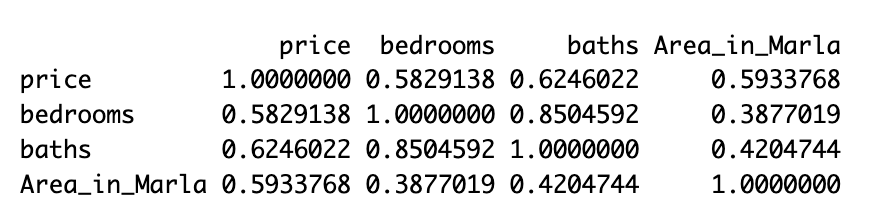 price bedrooms baths Area_in_Marla
price 1.0000000 0.5829138 0.6246022 0.5933768
bedrooms 0.5829138 1.0000000 0.8504592 0.3877019
baths 0.6246022 0.8504592 1.0000000 0.4204744
Area_in_Marla 0.5933768 0.3877019 0.4204744 1.0000000